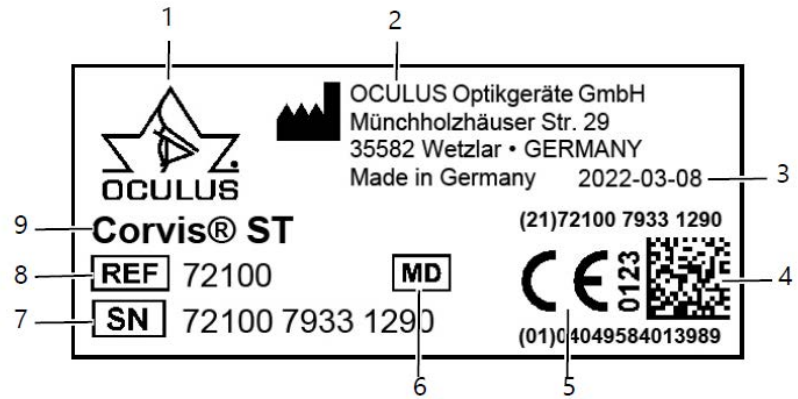 1
2
OCULUS
OCULUS Optikgeräte GmbH
Münchholzhäuser Str. 29
35582 Wetzlar • GERMANY
Made in Germany 2022-03-08
3
9
Corvis® ST
(21)72100 7933 1290
8
REF 72100
MD
CE 0123
4
7
SN 72100 7933 1290
(01)04049584013989
6
5